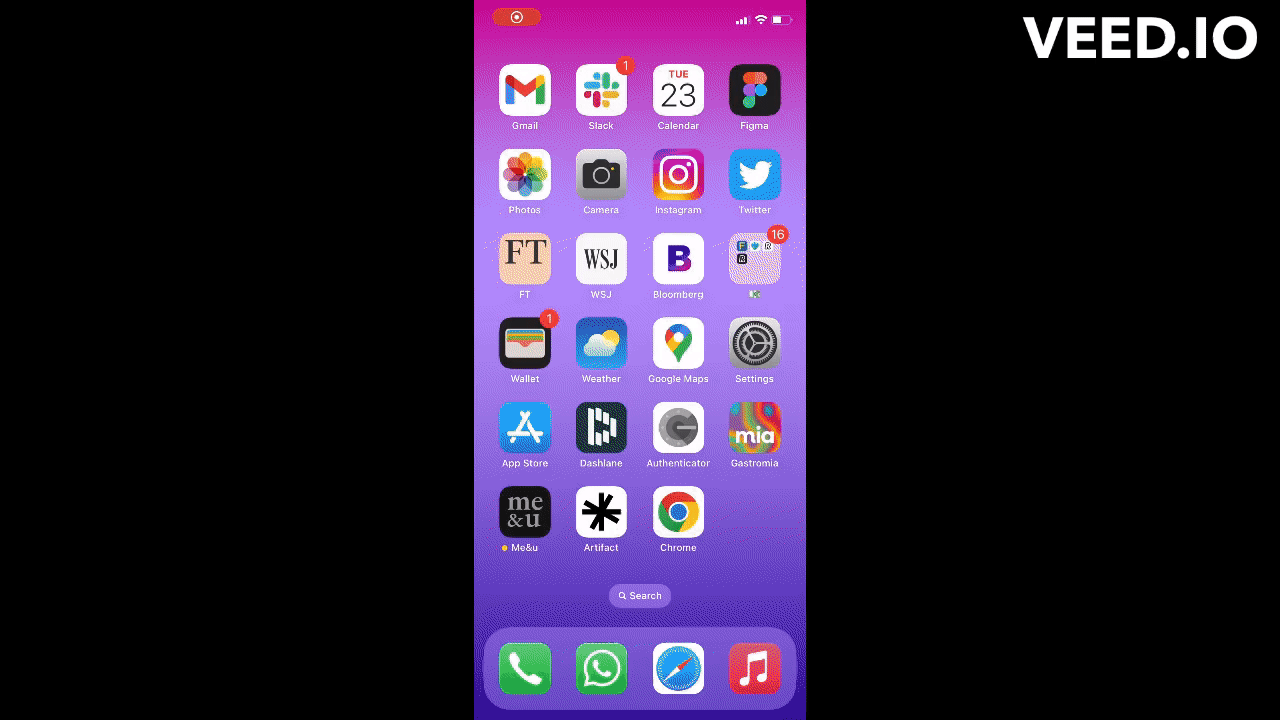 VEED.IO
1
TUE
23
Gmail Slack Calendar Figma
Photos Camera Instagram Twitter
16
FT WSJ B
FT WSJ Bloomberg
1
Wallet Weather Google Maps Settings
mia
App Store Dashlane Authenticator Gastromia
me
&u
Me&u Artifact Chrome
Search